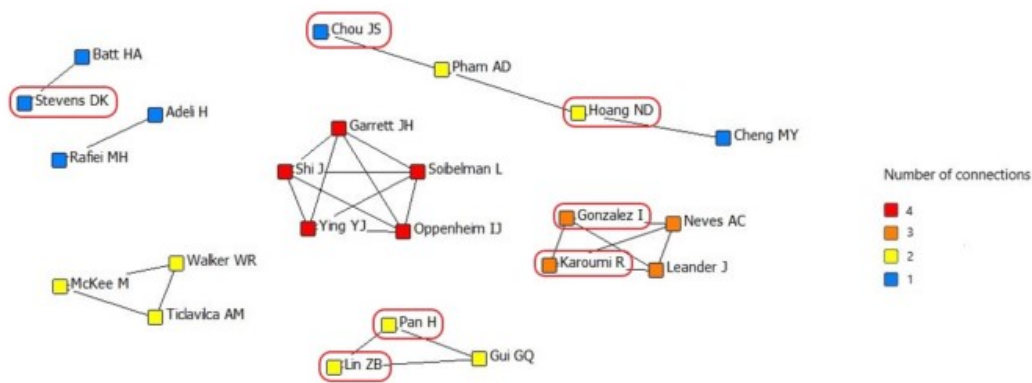 Batt HA
Stevens DK
Adeli H
Rafiei MH
Chou JS
Pham AD
Hoang ND
Cheng MY
Garrett JH
Shi J
Soibelman L
Ying YJ
Oppenheim IJ
Gonzalez I
Neves AC
Karoumi R
Leander J
Walker WR
McKee M
Ticlavilca AM
Pan H
Lin ZB
Gui GQ
Number of connections
4
3
2
1